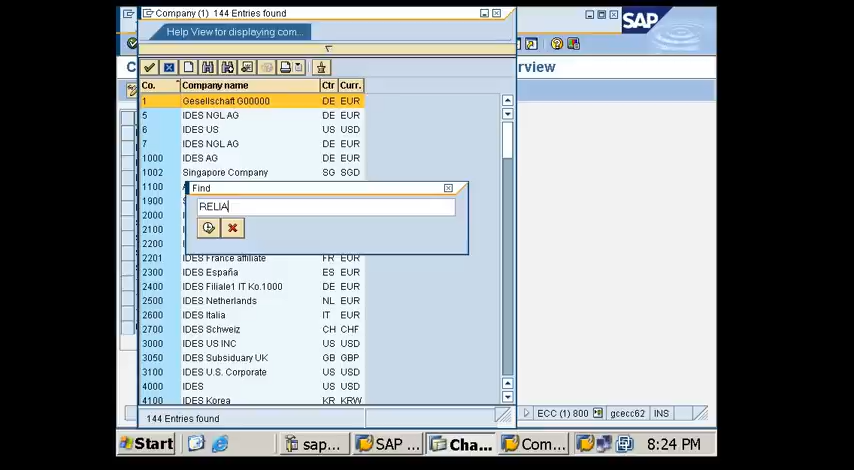 Company (1) 144 Entries found
SAP
Help View for displaying com...
rview
Co. Company name Ctr Curr.
1 Gesellschaft G00000 DE EUR
5 IDES NGL AG DE EUR
6 IDES US US USD
7 IDES NGL AG DE EUR
1000 IDES AG DE EUR
1002 Singapore Company SG SGD
1100
Find
1900
RELIA
2000
2100
2200
2201 IDES France affiliate FR EUR
2300 IDES España ES EUR
2400 IDES Filiale1 IT Ko.1000 DE EUR
2500 IDES Netherlands NL EUR
2600 IDES Italia IT EUR
2700 IDES Schweiz CH CHF
3000 IDES US INC US USD
3050 IDES Subsiduary UK GB GBP
3100 IDES U.S. Corporate US USD
4000 IDES US USD
4100 IDES Korea KR KRW
144 Entries found
ECC (1) 800 gcecc62 INS
Start sap... SAP ... Cha... Com... 8:24 PM